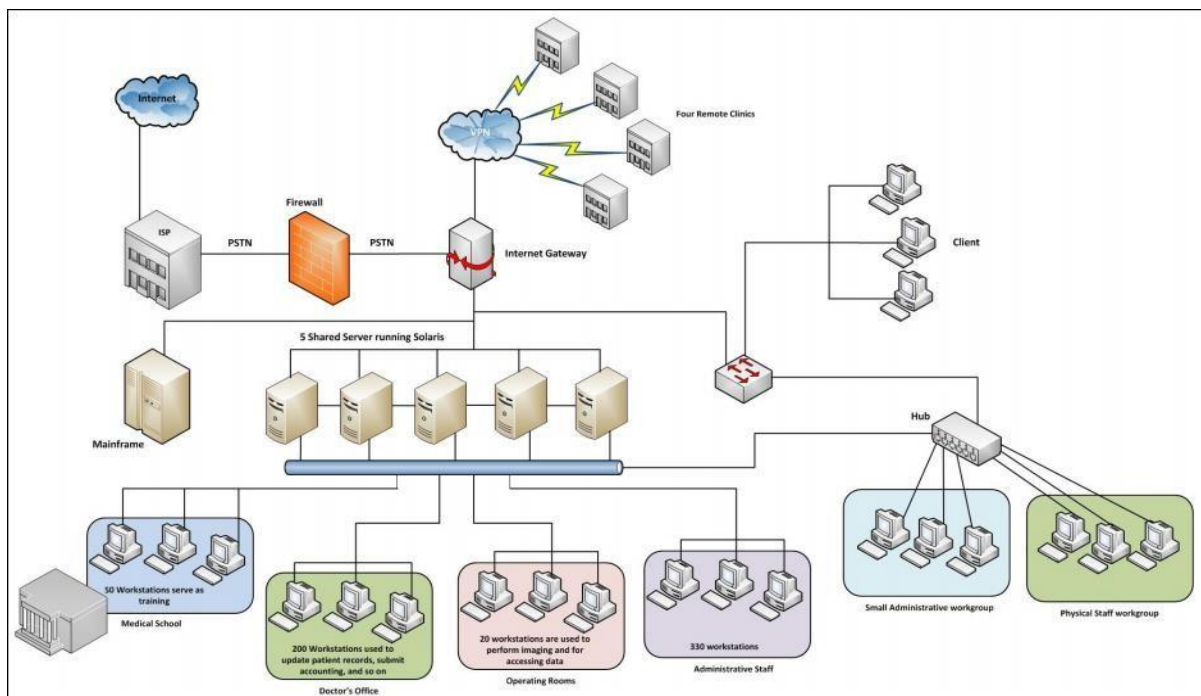 Internet
VPN
Four Remote Clinics
Firewall
ISP
PSTN
PSTN
Internet Gateway
Client
5 Shared Server running Solaris
Mainframe
Hub
50 Workstations serve as
training
Medical School
200 Workstations used to
update patient records, submit
accounting, and so on
Doctor's Office
20 workstations are used to
perform imaging and for
accessing data
Operating Rooms
330 workstations
Administrative Staff
Small Administrative workgroup
Physical Staff workgroup